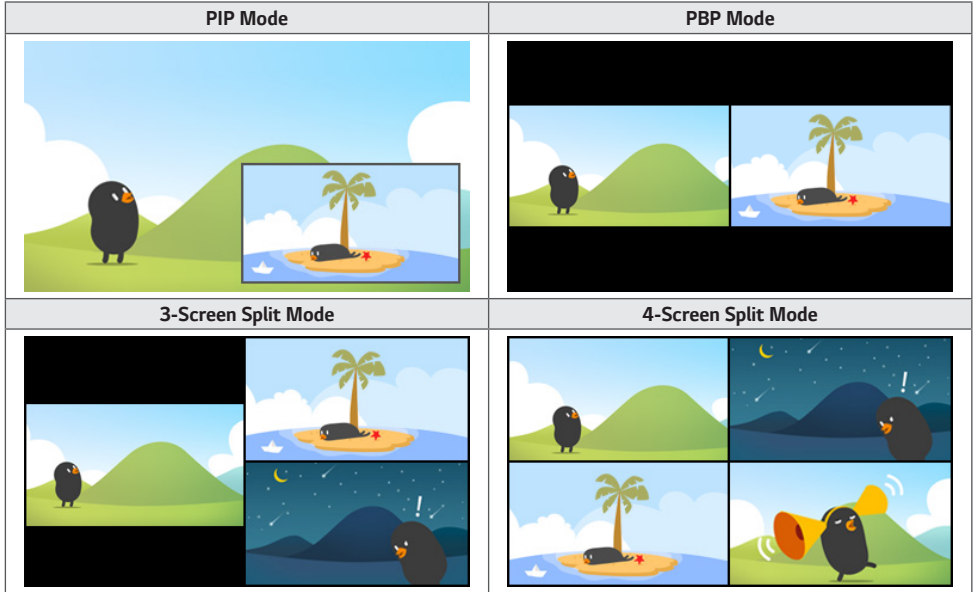 PIP Mode
PBP Mode
3-Screen Split Mode
4-Screen Split Mode
!
!